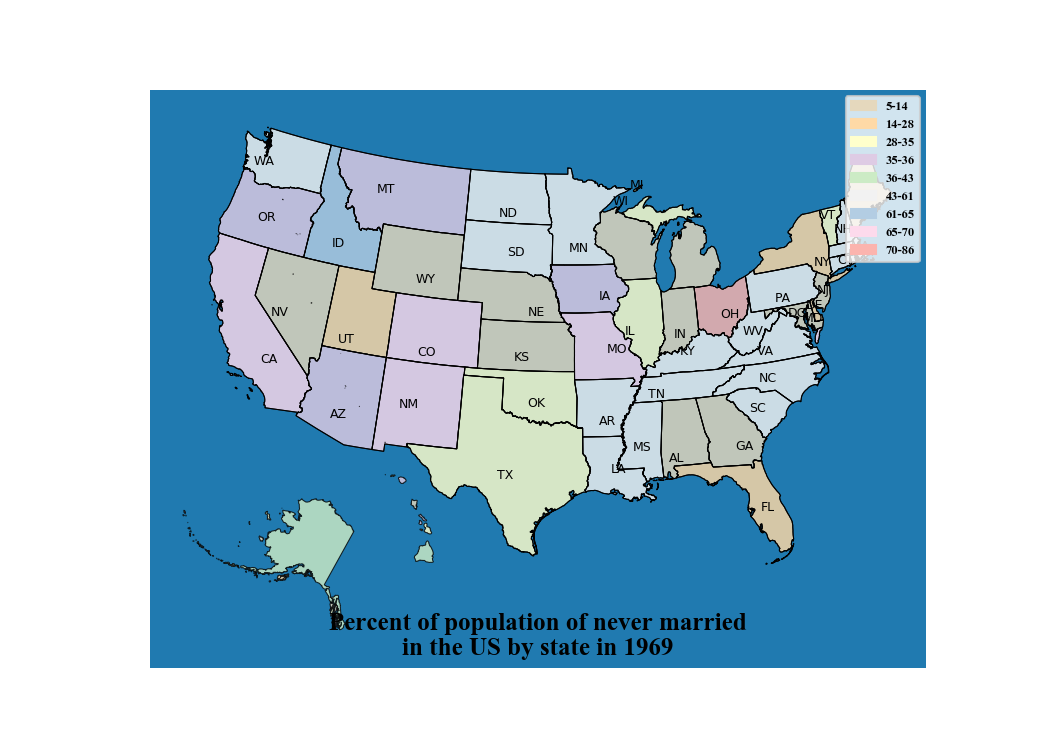 5-14
14-28
28-35
35-36
36-43
43-61
61-65
65-70
70-86
WA
MT
OR
ID
ND
SD
MN
WI
MI
WY
NV
UT
CA
CO
NE
KS
IA
IL
IN
OH
MO
KY
WV
VA
PA
NY
VT
NH
NJ
DC
MD
AZ
NM
OK
AR
TN
NC
SC
MS
AL
GA
LA
TX
FL
Percent of population of never married
in the US by state in 1969